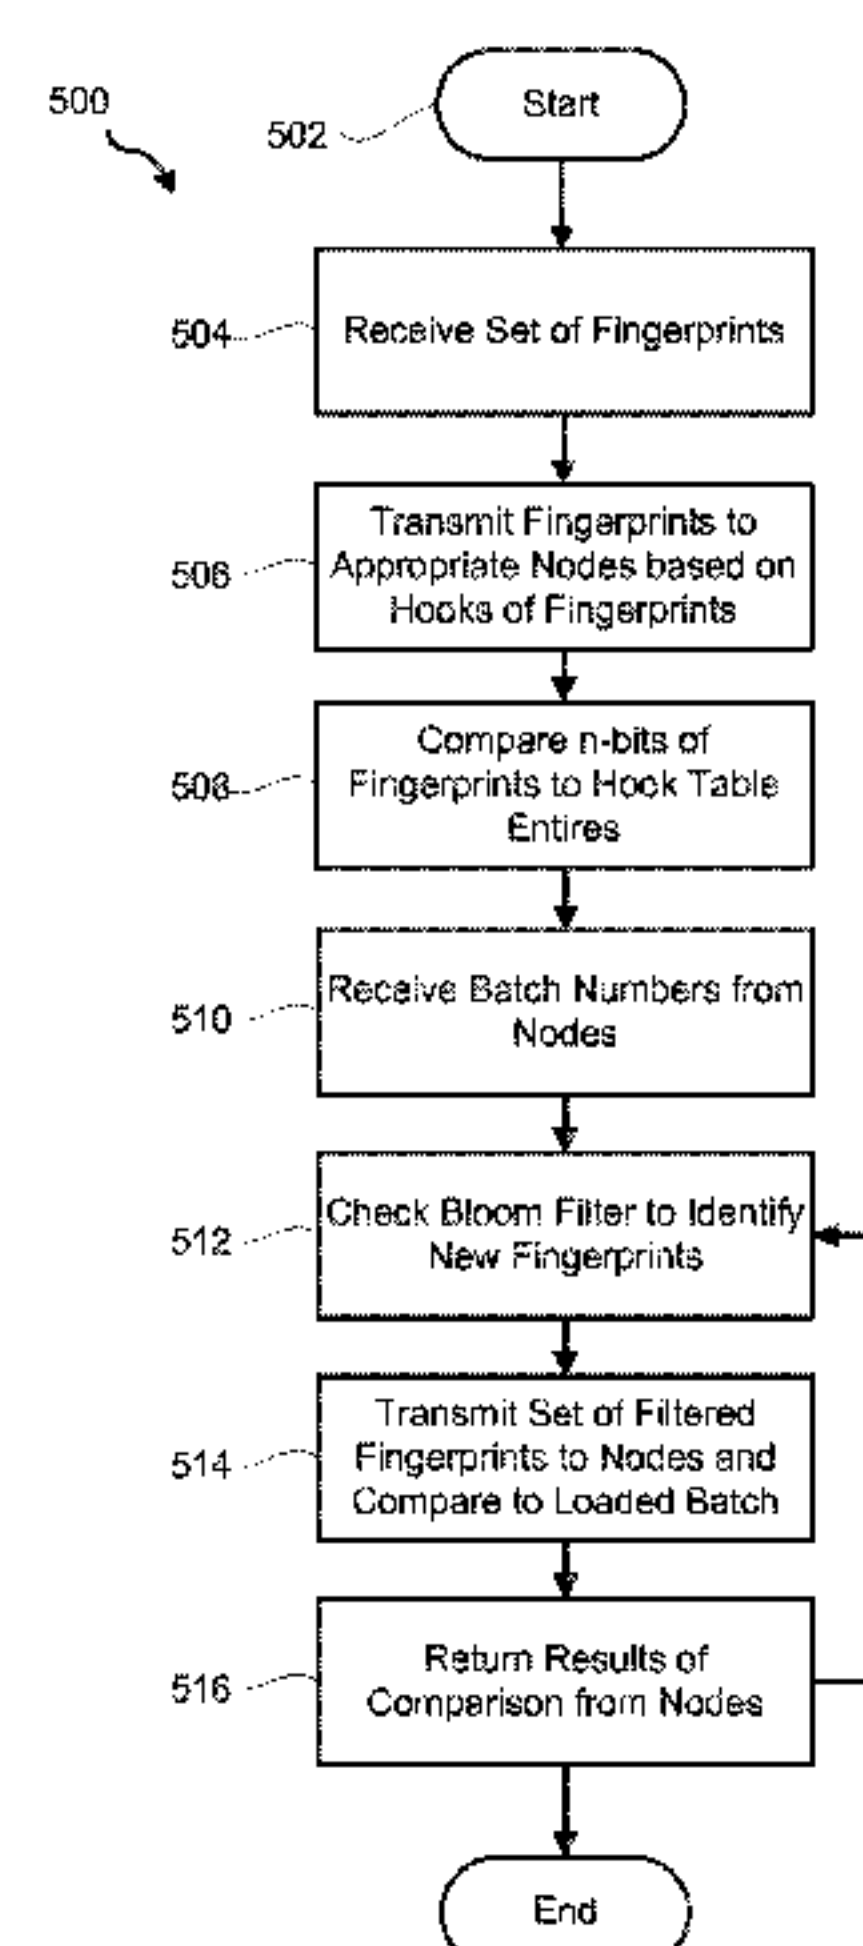 500
502
Start
504
Receive Set of Fingerprints
506
Transmit Fingerprints to
Appropriate Nodes based on
Hooks of Fingerprints
508
Compare n-bits of
Fingerprints to Hook Table
Entires
510
Receive Batch Numbers from
Nodes
512
Check Bloom Filter to Identify
New Fingerprints
514
Transmit Set of Filtered
Fingerprints to Nodes and
Compare to Loaded Batch
516
Return Results of
Comparison from Nodes
End